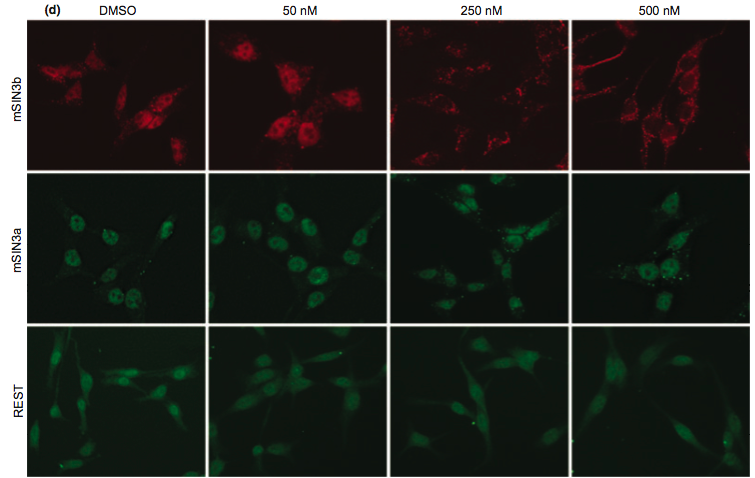 (d) DMSO 50 nM 250 nM 500 nM
mSIN3b
mSIN3a
REST